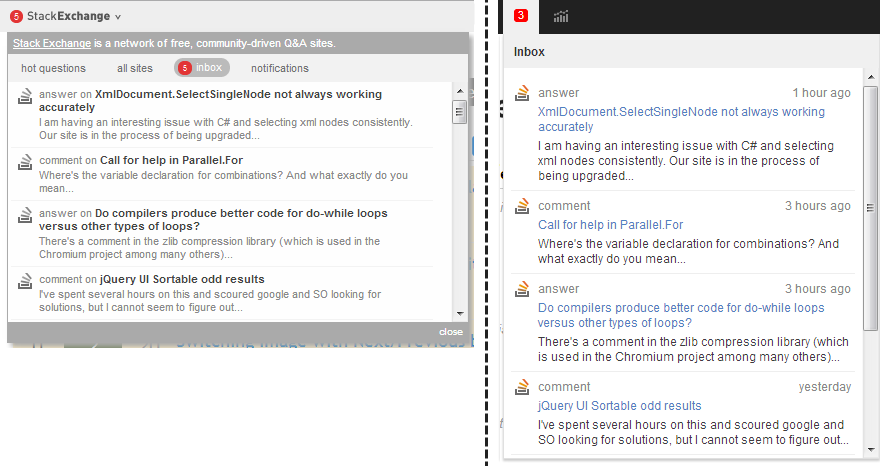 5 StackExchange
Stack Exchange is a network of free, community-driven Q&A sites.
hot questions all sites 5 inbox notifications
answer on XmlDocument.SelectSingleNode not always working
accurately
I am having an interesting issue with C# and selecting xml nodes consistently.
Our site is in the process of being upgraded...
comment on Call for help in Parallel.For
Where's the variable declaration for combinations? And what exactly do you
mean...
answer on Do compilers produce better code for do-while loops
versus other types of loops?
There's a comment in the zlib compression library (which is used in the
Chromium project among many others)...
comment on jQuery UI Sortable odd results
I've spent several hours on this and scoured google and SO looking for
solutions, but I cannot seem to figure out...
close
3
Inbox
answer 1 hour ago
XmlDocument.SelectSingleNode not always working
accurately
I am having an interesting issue with C# and selecting
xml nodes consistently. Our site is in the process of
being upgraded...
comment 3 hours ago
Call for help in Parallel.For
Where's the variable declaration for combinations? And
what exactly do you mean...
answer 3 hours ago
Do compilers produce better code for do-while loops
versus other types of loops?
There's a comment in the zlib compression library (which
is used in the Chromium project among many others)...
comment yesterday
jQuery UI Sortable odd results
I've spent several hours on this and scoured google and
SO looking for solutions, but I cannot seem to figure out...